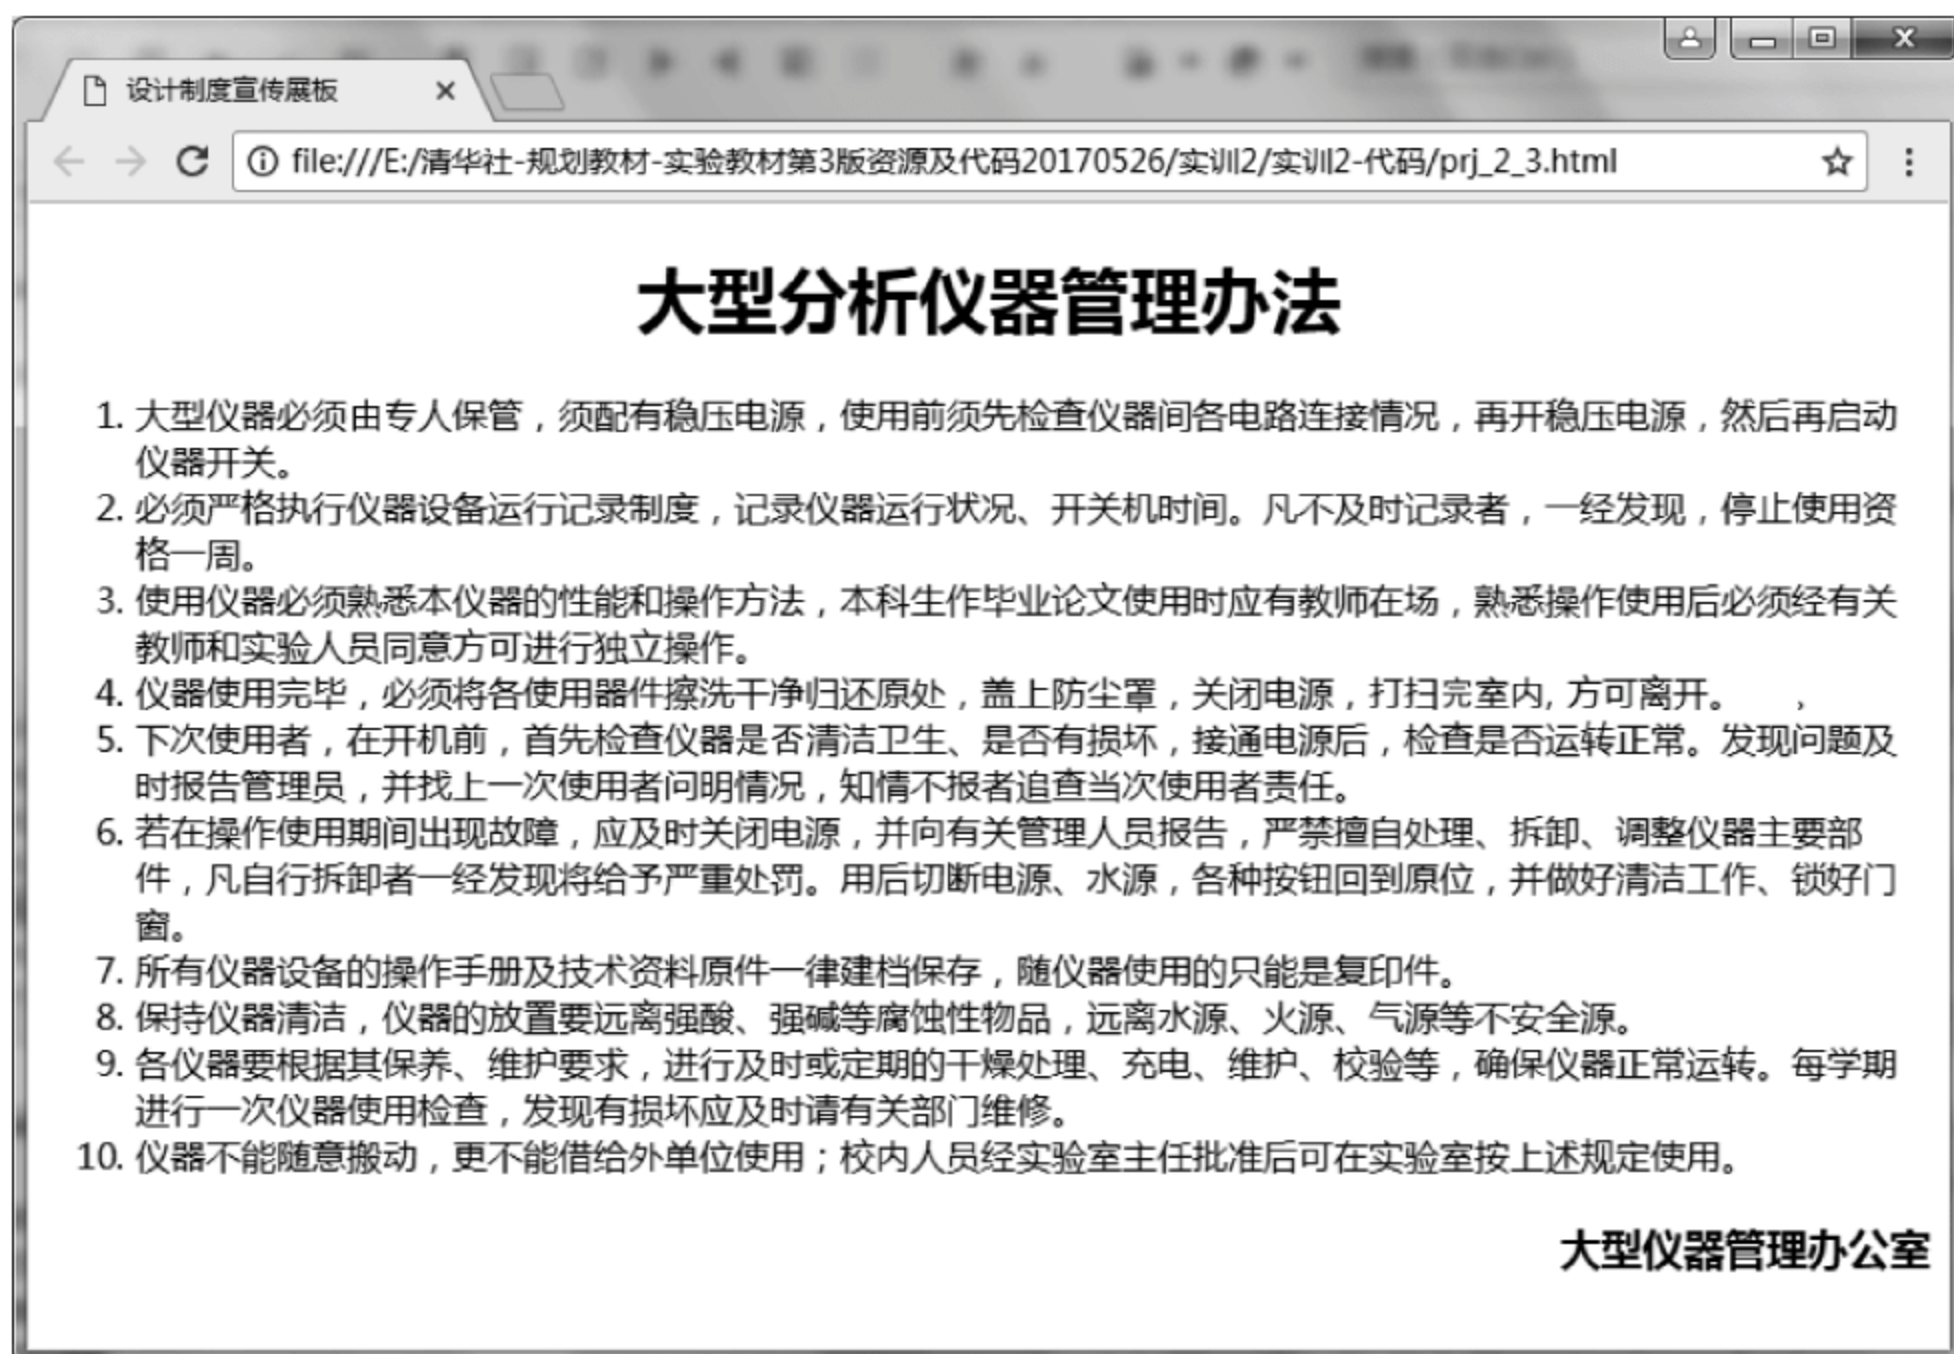 设计制度宣传展板
file:///E:/清华社-规划教材-实验教材第3版资源及代码20170526/实训2/实训2-代码/prj_2_3.html
大型分析仪器管理办法
1. 大型仪器必须由专人保管，须配有稳压电源，使用前须先检查仪器间各电路连接情况，再开稳压电源，然后再启动
仪器开关。
2. 必须严格执行仪器设备运行记录制度，记录仪器运行状况、开关机时间。凡不及时记录者，一经发现，停止使用资
格一周。
3. 使用仪器必须熟悉本仪器的性能和操作方法，本科生作毕业论文使用时应有教师在场，熟悉操作使用后必须经有关
教师和实验人员同意方可进行独立操作。
4. 仪器使用完毕，必须将各使用器件擦洗干净归还原处，盖上防尘罩，关闭电源，打扫完室内, 方可离开。 ，
5. 下次使用者，在开机前，首先检查仪器是否清洁卫生、是否有损坏，接通电源后，检查是否运转正常。发现问题及
时报告管理员，并找上一次使用者问明情况，知情不报者追查当次使用者责任。
6. 若在操作使用期间出现故障，应及时关闭电源，并向有关管理人员报告，严禁擅自处理、拆卸、调整仪器主要部
件，凡自行拆卸者一经发现将给予严重处罚。用后切断电源、水源，各种按钮回到原位，并做好清洁工作、锁好门
窗。
7. 所有仪器设备的操作手册及技术资料原件一律建档保存，随仪器使用的只能是复印件。
8. 保持仪器清洁，仪器的放置要远离强酸、强碱等腐蚀性物品，远离水源、火源、气源等不安全源。
9. 各仪器要根据其保养、维护要求，进行及时或定期的干燥处理、充电、维护、校验等，确保仪器正常运转。每学期
进行一次仪器使用检查，发现有损坏应及时请有关部门维修。
10. 仪器不能随意搬动，更不能借给外单位使用；校内人员经实验室主任批准后可在实验室按上述规定使用。
大型仪器管理办公室